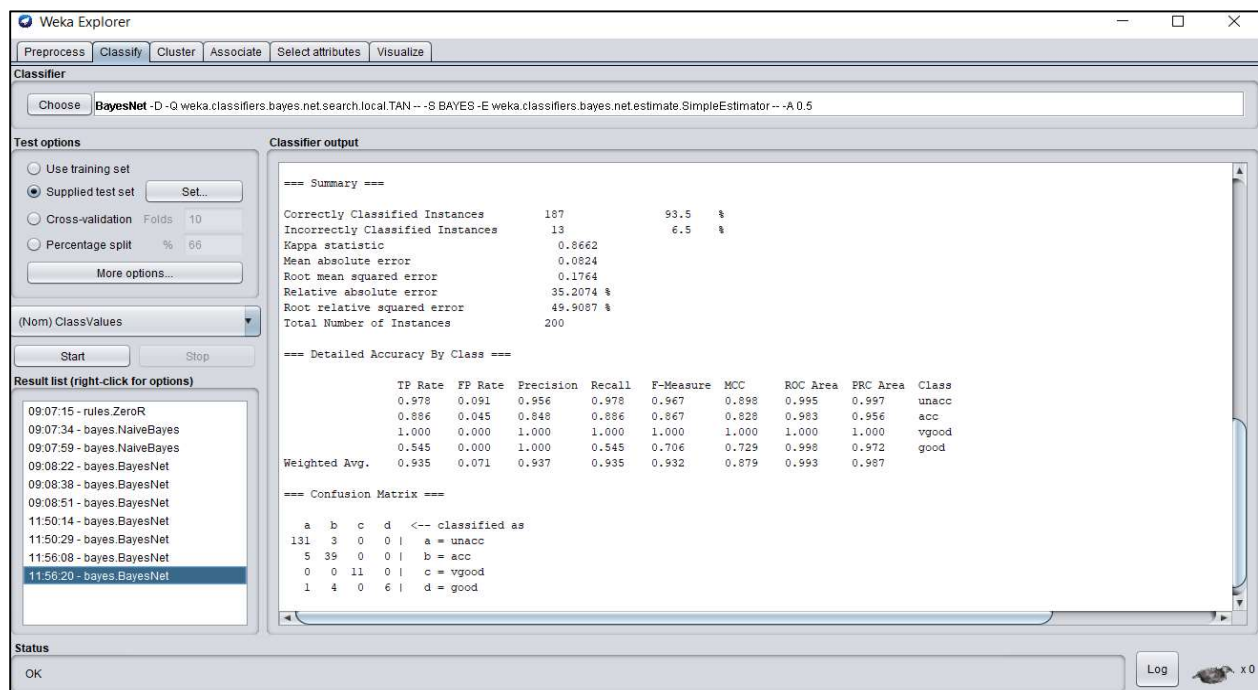 Weka Explorer
Preprocess Classify Cluster Associate Select attributes Visualize
Classifier
Choose BayesNet -D -Q weka.classifiers.bayes.net.search.local.TAN -- -S BAYES -E weka.classifiers.bayes.net.estimate.SimpleEstimator -- -A 0.5
Test options
Use training set
Supplied test set Set...
Cross-validation Folds 10
Percentage split % 66
More options...
(Nom) ClassValues
Start Stop
Result list (right-click for options)
09:07:15 - rules.ZeroR
09:07:34 - bayes.NaiveBayes
09:07:59 - bayes.NaiveBayes
09:08:22 - bayes.BayesNet
09:08:38 - bayes.BayesNet
09:08:51 - bayes.BayesNet
11:50:14 - bayes.BayesNet
11:50:29 - bayes.BayesNet
11:56:08 - bayes.BayesNet
11:56:20 - bayes.BayesNet
Classifier output
=== Summary ===
Correctly Classified Instances 187 93.5 %
Incorrectly Classified Instances 13 6.5 %
Kappa statistic 0.8662
Mean absolute error 0.0824
Root mean squared error 0.1764
Relative absolute error 35.2074 %
Root relative squared error 49.9087 %
Total Number of Instances 200
=== Detailed Accuracy By Class ===
TP Rate FP Rate Precision Recall F-Measure MCC ROC Area PRC Area Class
0.978 0.091 0.956 0.978 0.967 0.898 0.995 0.997 unacc
0.886 0.045 0.848 0.886 0.867 0.828 0.983 0.956 acc
1.000 0.000 1.000 1.000 1.000 1.000 1.000 1.000 vgood
0.545 0.000 1.000 0.545 0.706 0.729 0.998 0.972 good
Weighted Avg. 0.935 0.071 0.937 0.935 0.932 0.879 0.993 0.987
=== Confusion Matrix ===
a b c d <-- classified as
131 3 0 0 | a = unacc
5 39 0 0 | b = acc
0 0 11 0 | c = vgood
1 4 0 6 | d = good
Status
OK
Log x 0